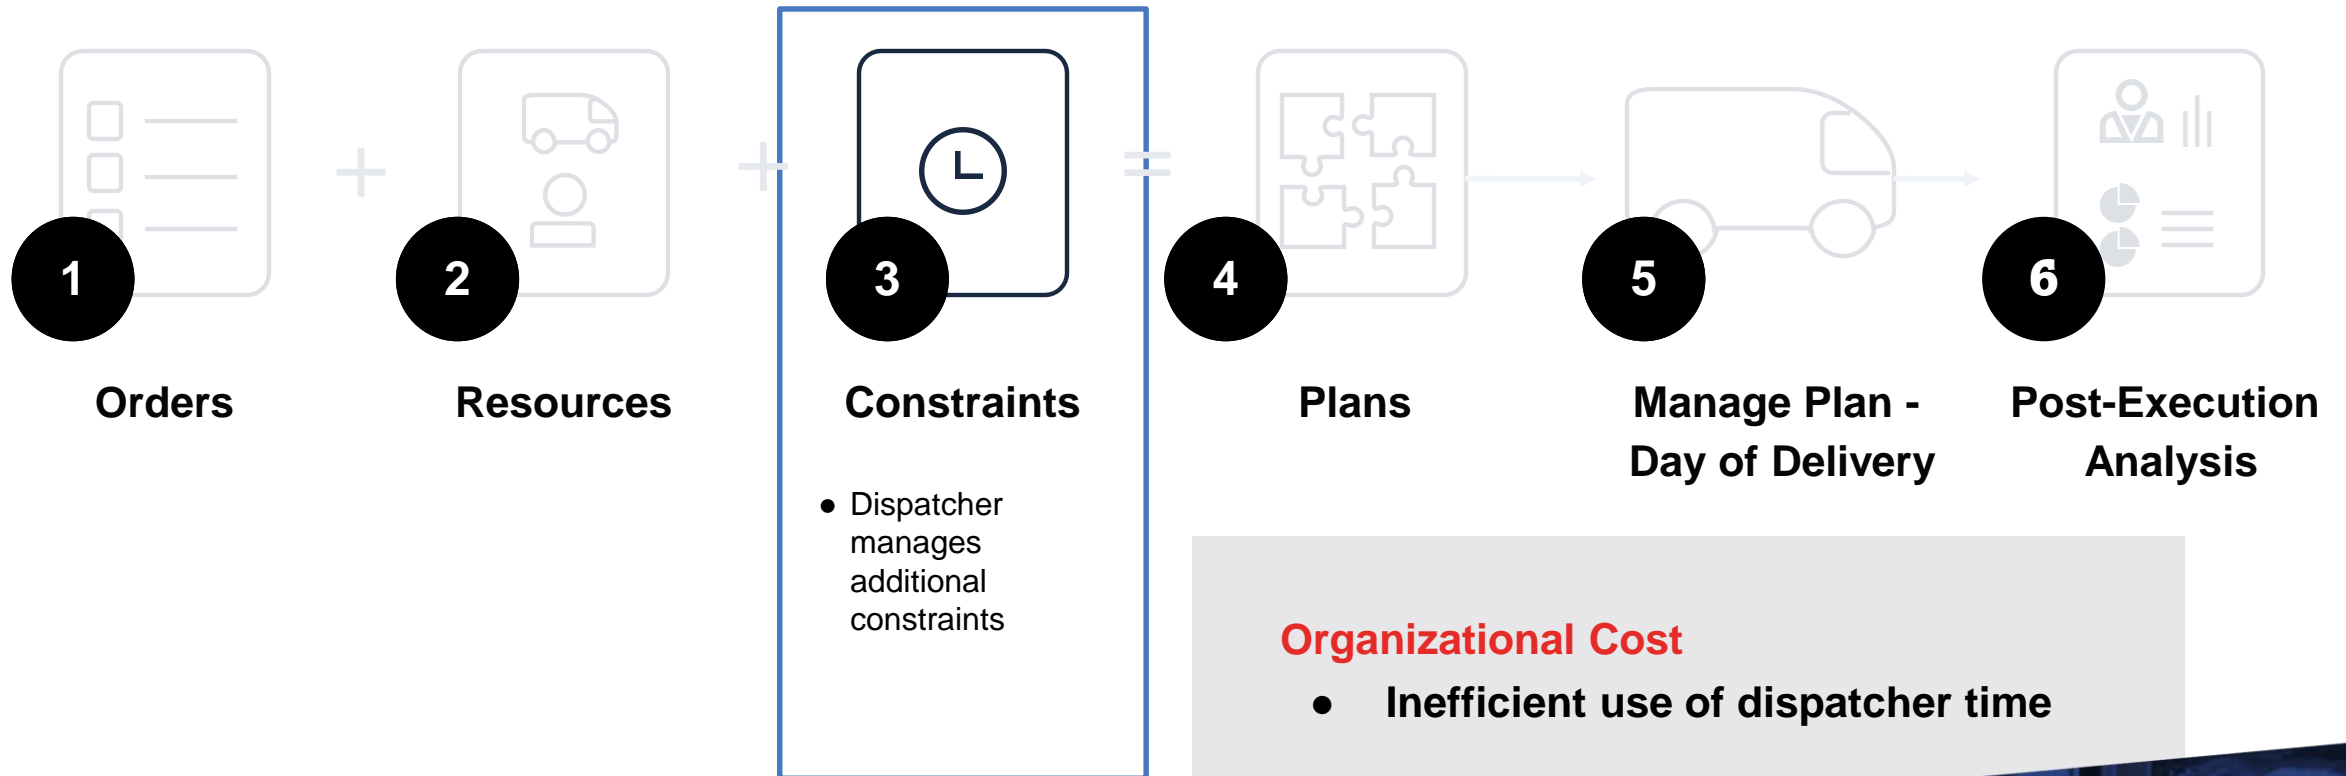 1
2
3
4
5
6
Orders
Resources
Constraints
Plans
Manage Plan -
Day of Delivery
Post-Execution
Analysis
● Dispatcher
manages
additional
constraints
Organizational Cost
● Inefficient use of dispatcher time